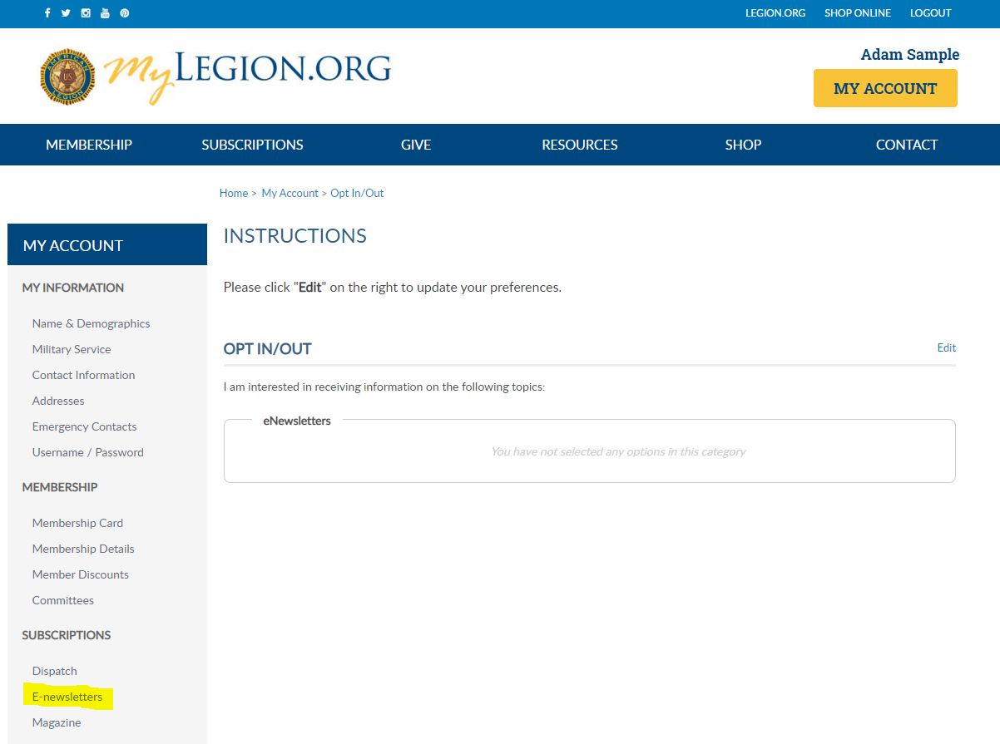 LEGION.ORG SHOP ONLINE LOGOUT
AMERICAN
US
LEGION
MyLEGION.ORG
Adam Sample
MY ACCOUNT
MEMBERSHIP SUBSCRIPTIONS GIVE RESOURCES SHOP CONTACT
Home > My Account > Opt In/Out
MY ACCOUNT
MY INFORMATION
Name & Demographics
Military Service
Contact Information
Addresses
Emergency Contacts
Username / Password
MEMBERSHIP
Membership Card
Membership Details
Member Discounts
Committees
SUBSCRIPTIONS
Dispatch
E-newsletters
Magazine
INSTRUCTIONS
Please click "Edit" on the right to update your preferences.
OPT IN/OUT Edit
I am interested in receiving information on the following topics:
eNewsletters
You have not selected any options in this category